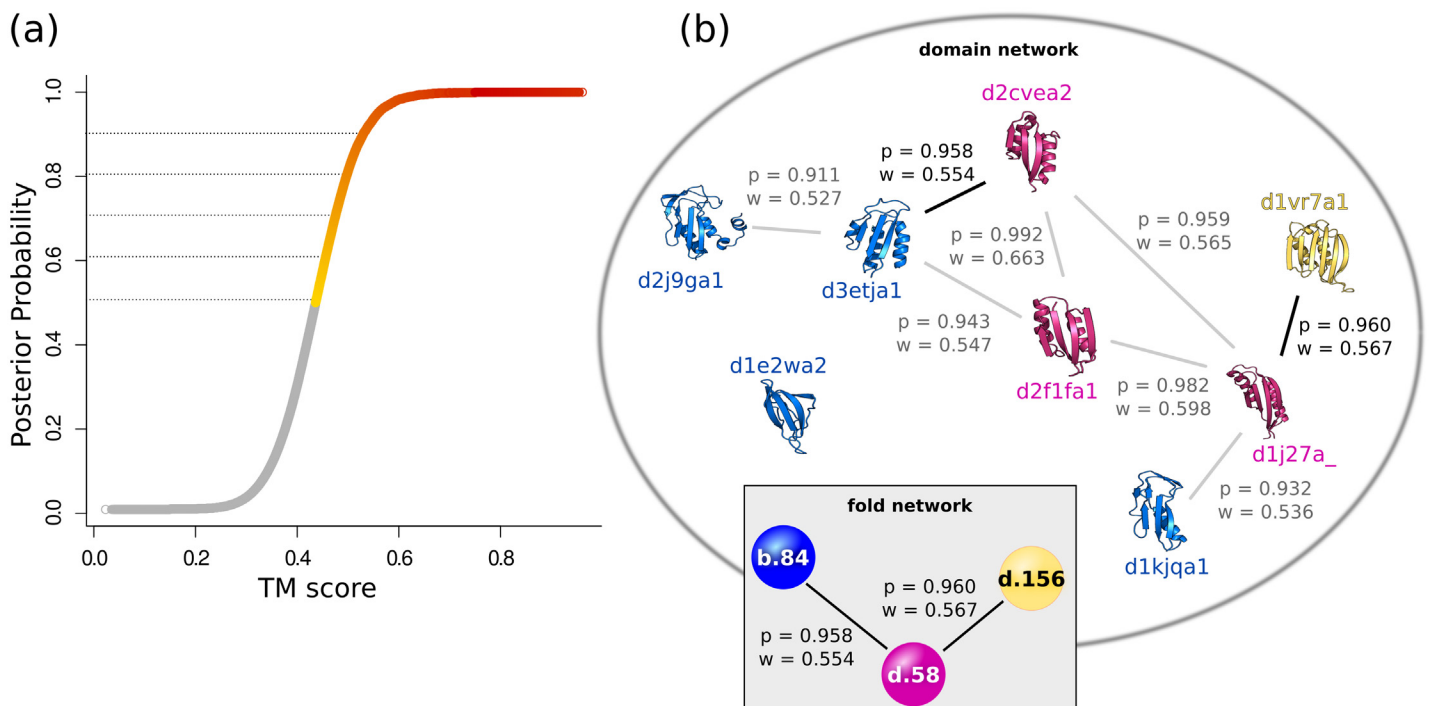 (a)
1.0
0.8
0.6
0.4
0.2
0.0
Posterior Probability
0.0 0.2 0.4 0.6 0.8
TM score
(b)
domain network
d2cvea2
p = 0.958
w = 0.554
p = 0.911
w = 0.527
d1vr7a1
p = 0.959
w = 0.565
p = 0.992
w = 0.663
d2j9ga1
d3etja1
p = 0.943
w = 0.547
p = 0.960
w = 0.567
d1e2wa2
d2f1fa1
p = 0.982
w = 0.598
d1j27a_
p = 0.932
w = 0.536
d1kjqa1
fold network
b.84
d.156
p = 0.960
w = 0.567
p = 0.958
w = 0.554
d.58